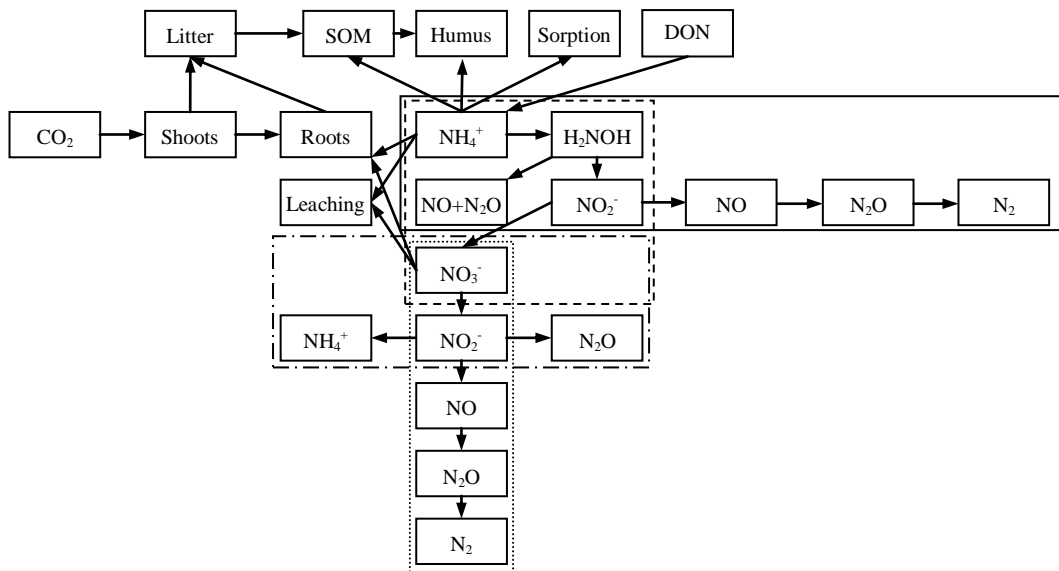 Litter
SOM
Humus
Sorption
DON
CO₂
Shoots
Roots
NH₄⁺
H₂NOH
Leaching
NO+N₂O
NO₂⁻
NO
N₂O
N₂
NO₃⁻
NH₄⁺
NO₂⁻
N₂O
NO
N₂O
N₂